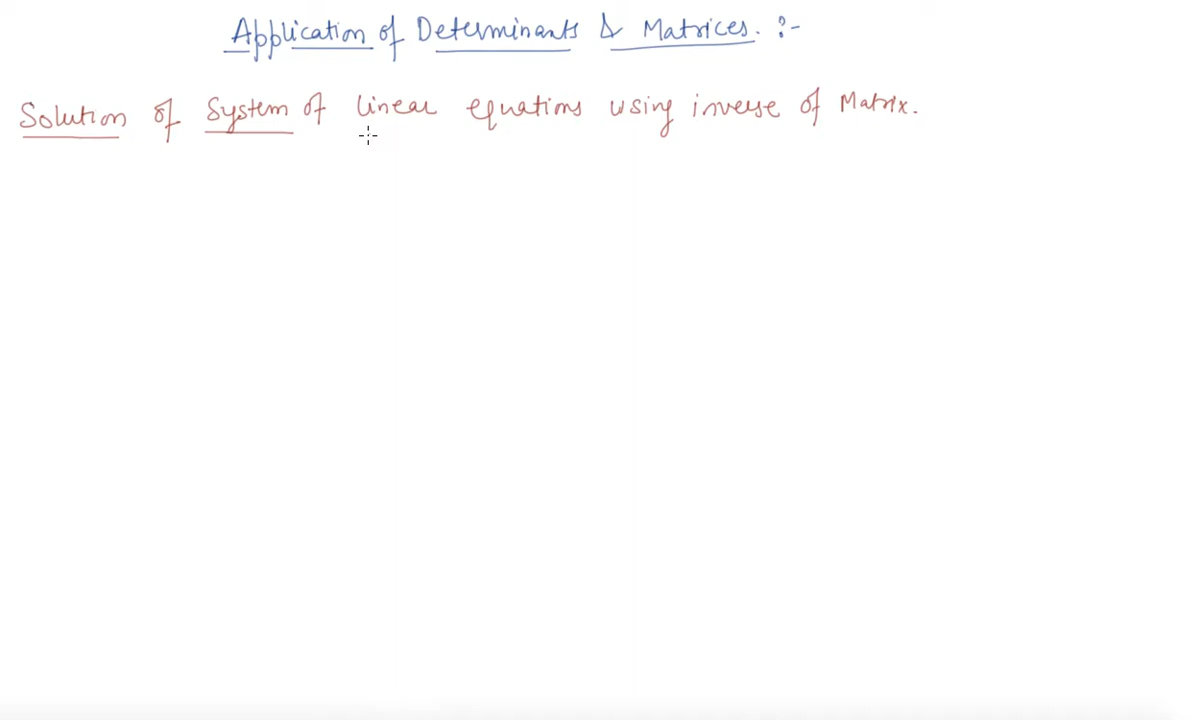 Application of Determinants & Matrices. :-
Solution of System of linear equations using inverse of Matrix.